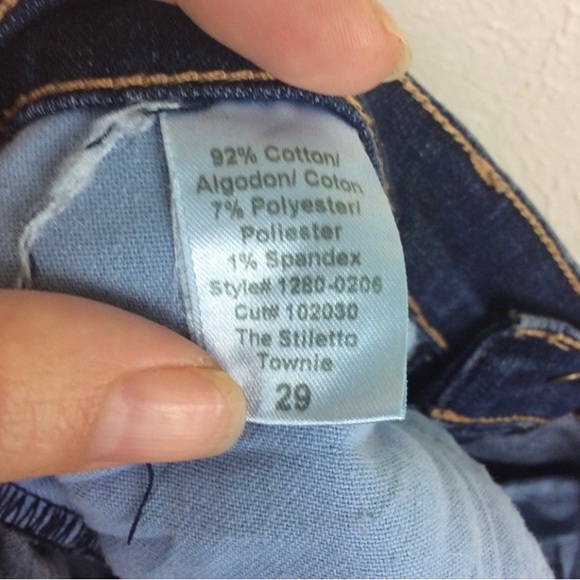 92% Cotton/
Algodon/ Coton
7% Polyester/
Poliester
1% Spandex
Style# 1280-0206
Cut# 102030
The Stiletto
Townie
29